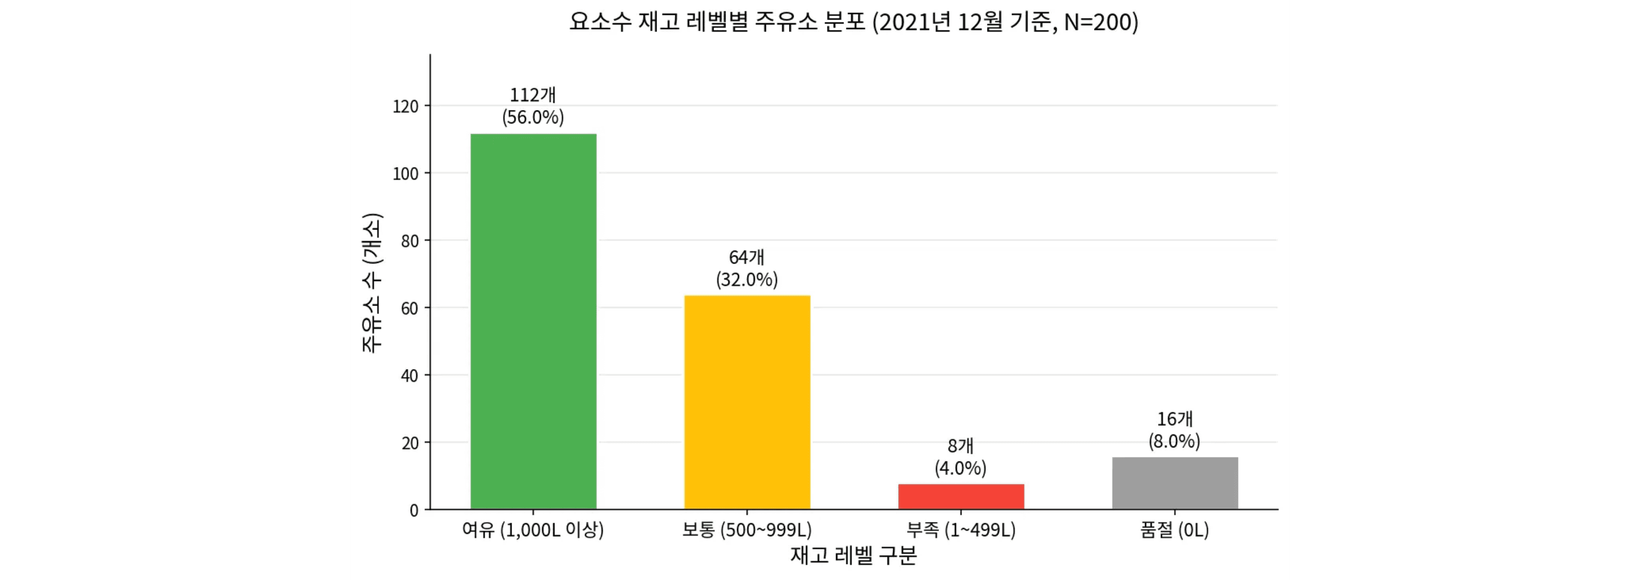 요소수 재고 레벨별 주유소 분포 (2021년 12월 기준, N=200)
주유소 수 (개소)
120
100
80
60
40
20
0
112개
(56.0%)
64개
(32.0%)
8개
(4.0%)
16개
(8.0%)
여유 (1,000L 이상)
보통 (500~999L)
부족 (1~499L)
품절 (0L)
재고 레벨 구분